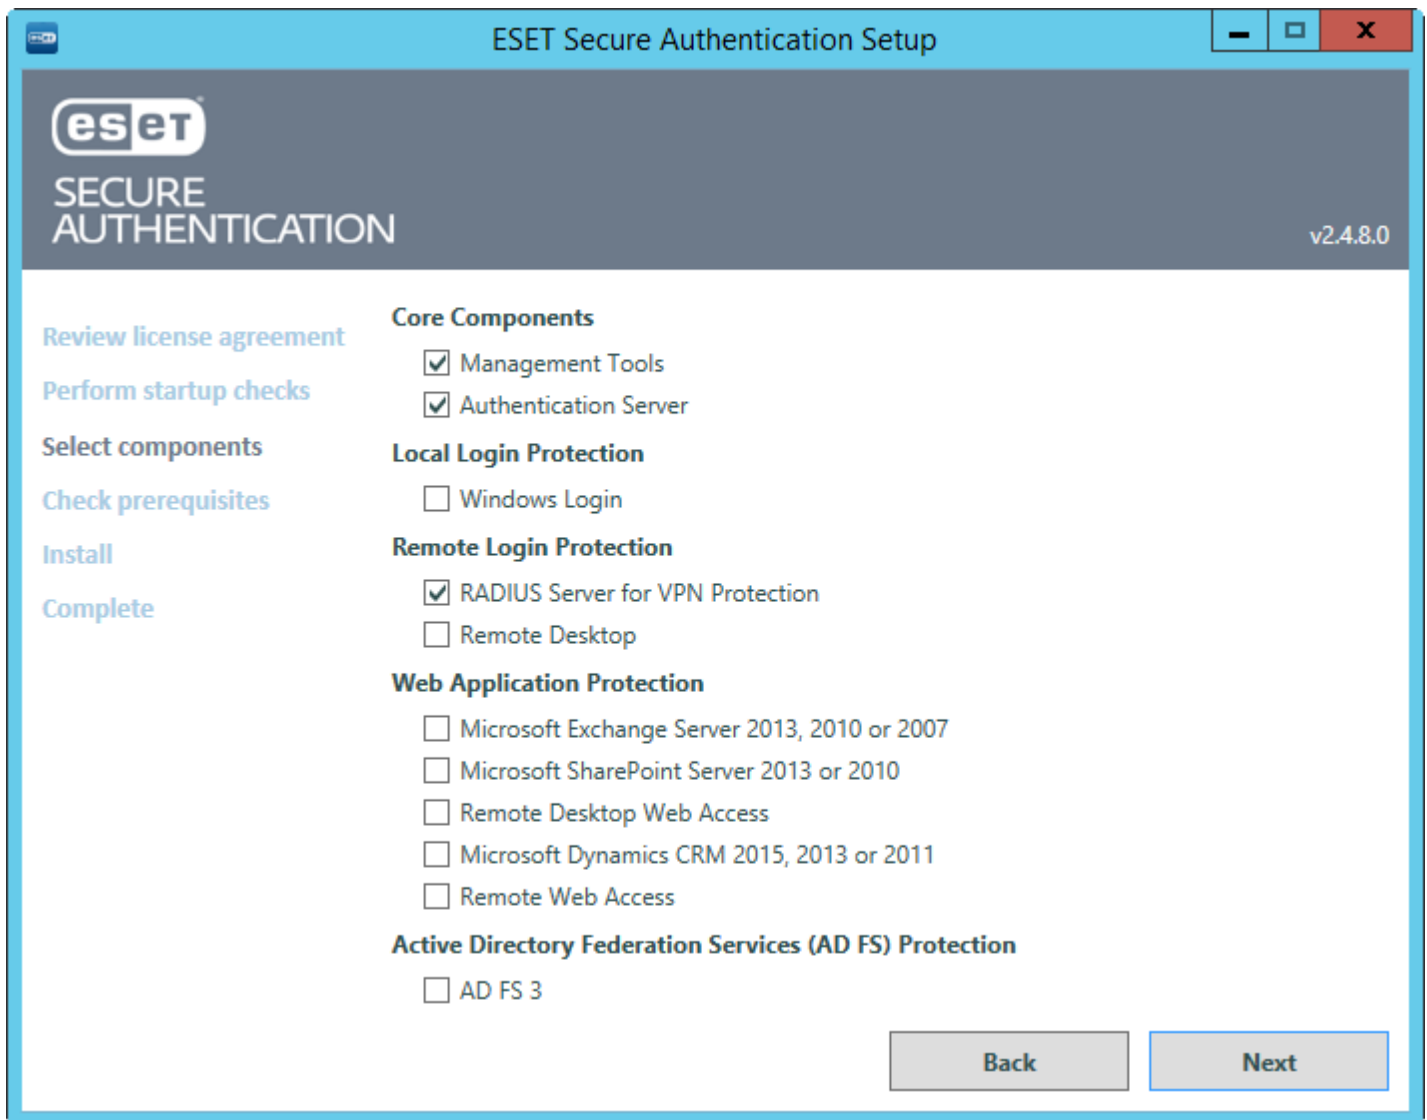 ESET Secure Authentication Setup
eset
SECURE
AUTHENTICATION
v2.4.8.0
Review license agreement
Perform startup checks
Select components
Check prerequisites
Install
Complete
Core Components
Management Tools
Authentication Server
Local Login Protection
Windows Login
Remote Login Protection
RADIUS Server for VPN Protection
Remote Desktop
Web Application Protection
Microsoft Exchange Server 2013, 2010 or 2007
Microsoft SharePoint Server 2013 or 2010
Remote Desktop Web Access
Microsoft Dynamics CRM 2015, 2013 or 2011
Remote Web Access
Active Directory Federation Services (AD FS) Protection
AD FS 3
Back
Next